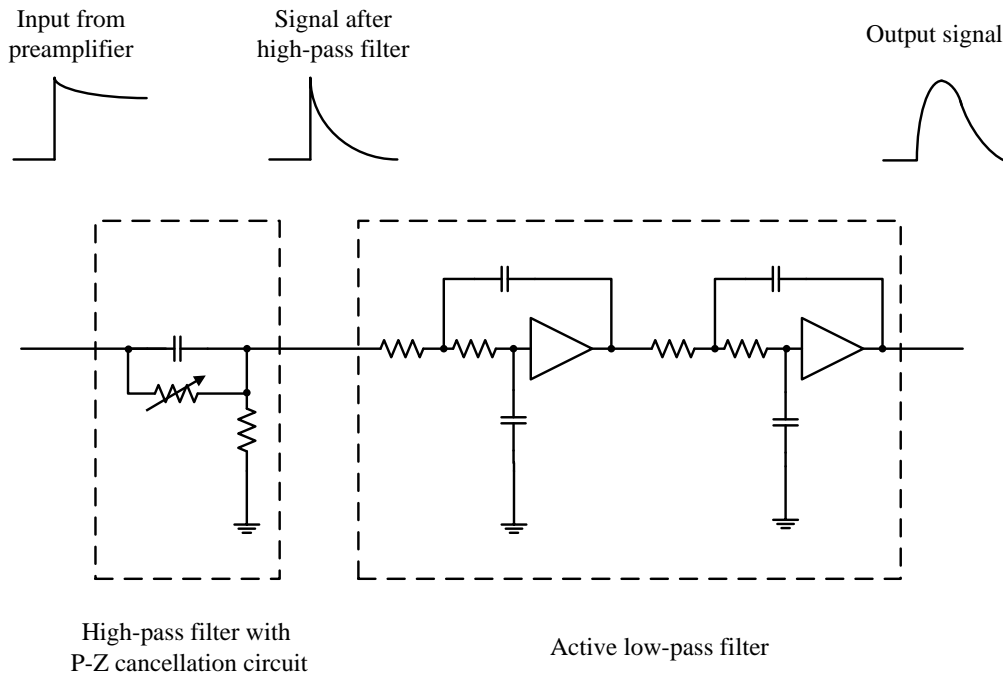 Input from
preamplifier
Signal after
high-pass filter
Output signal
High-pass filter with
P-Z cancellation circuit
Active low-pass filter